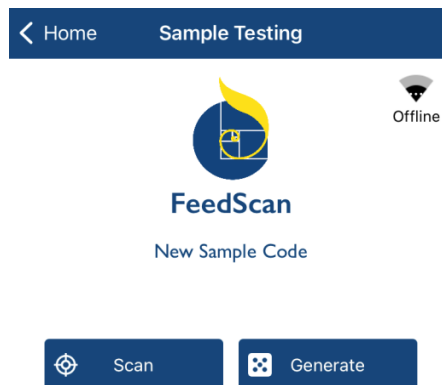 Home Sample Testing
Offline
FeedScan
New Sample Code
Scan Generate